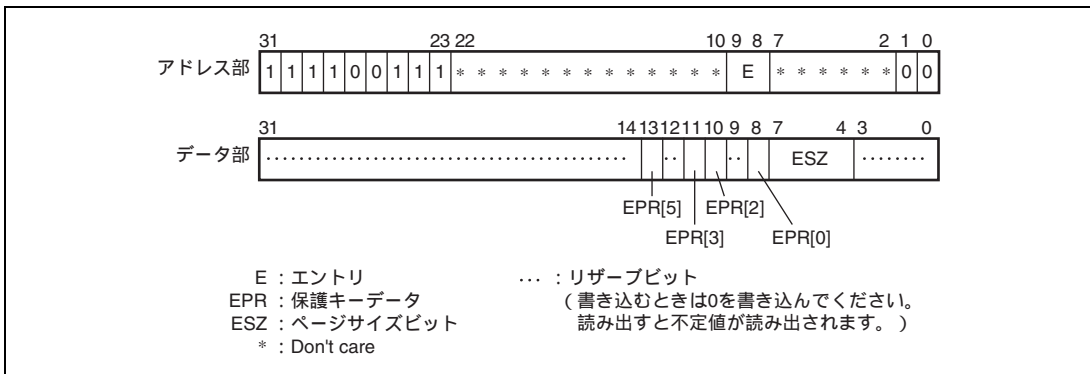 31 23 22 10 9 8 7 2 1 0
アドレス部 1 1 1 1 0 0 1 1 1 * * * * * * * * * * * * * E * * * * * * 0 0
31 14 13 12 11 10 9 8 7 4 3 0
データ部 ・・・・・・・・・・・・・・・・・・・・・・・・・・・・・・・・・・・・・・・・ ・・ ・・ ESZ ・・・・・・・・
EPR[5] EPR[2]
EPR[3] EPR[0]
E : エントリ ... : リザーブビット
EPR : 保護キーデータ (書き込むときは0を書き込んでください。
ESZ : ページサイズビット 読み出すと不定値が読み出されます。)
* : Don't care